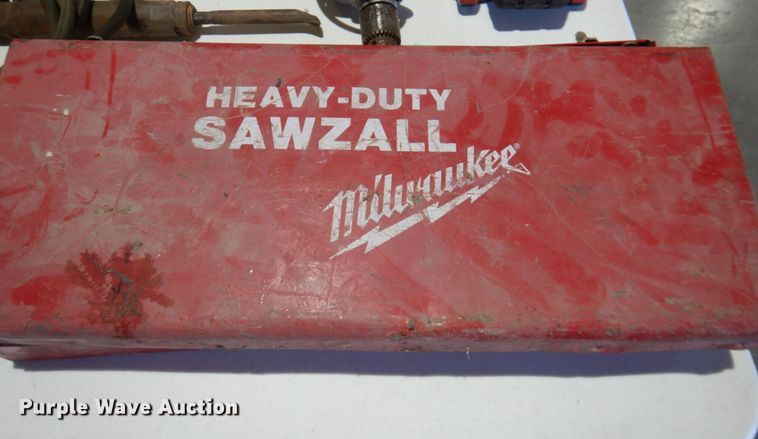 HEAVY-DUTY
SAWZALL
Milwaukee®
Purple Wave Auction